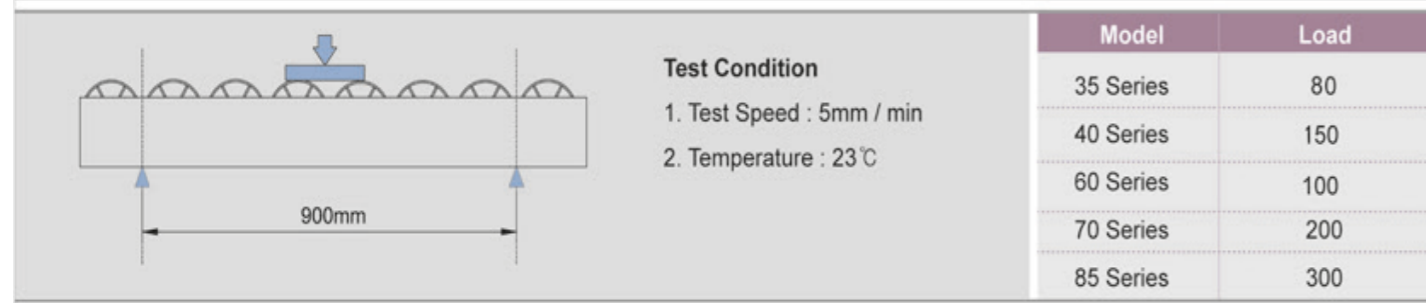 900mm
Test Condition
1. Test Speed : 5mm / min
2. Temperature : 23℃
Model Load
35 Series 80
40 Series 150
60 Series 100
70 Series 200
85 Series 300